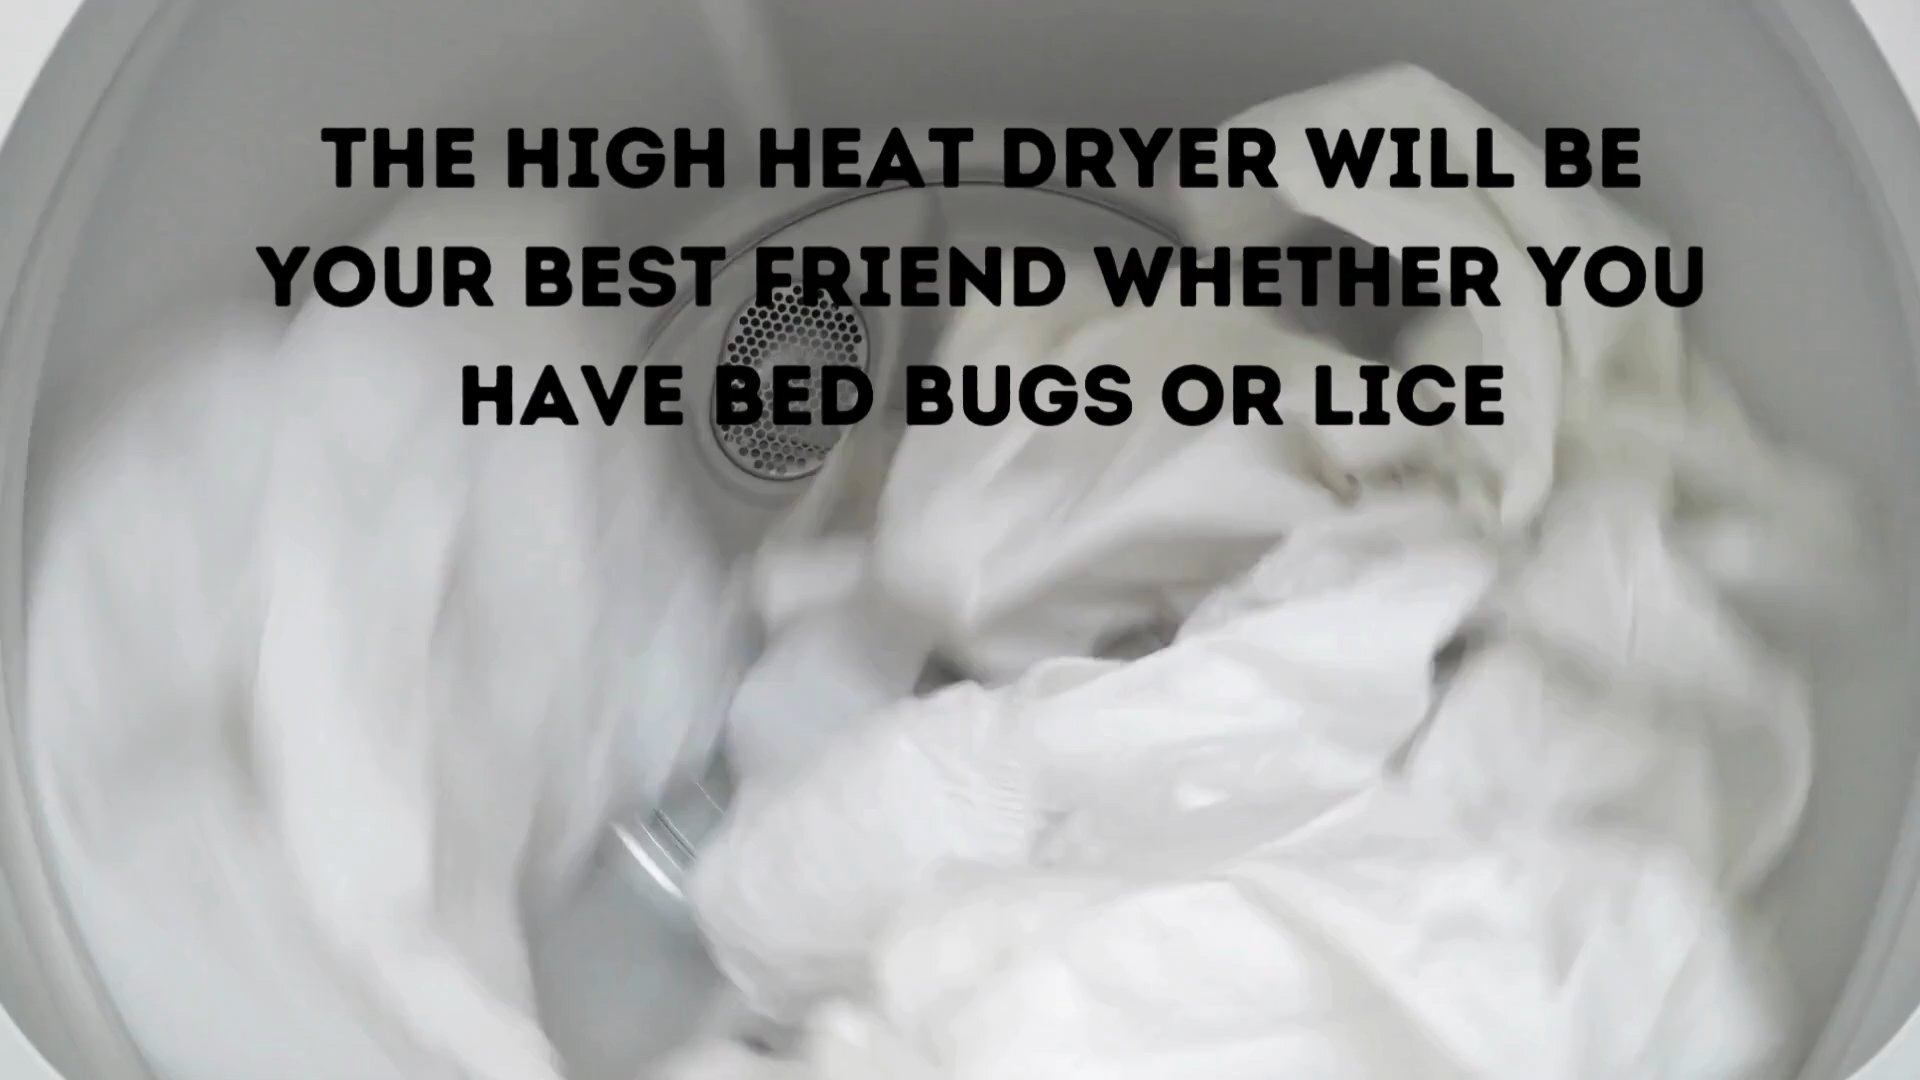 THE HIGH HEAT DRYER WILL BE
YOUR BEST FRIEND WHETHER YOU
HAVE BED BUGS OR LICE